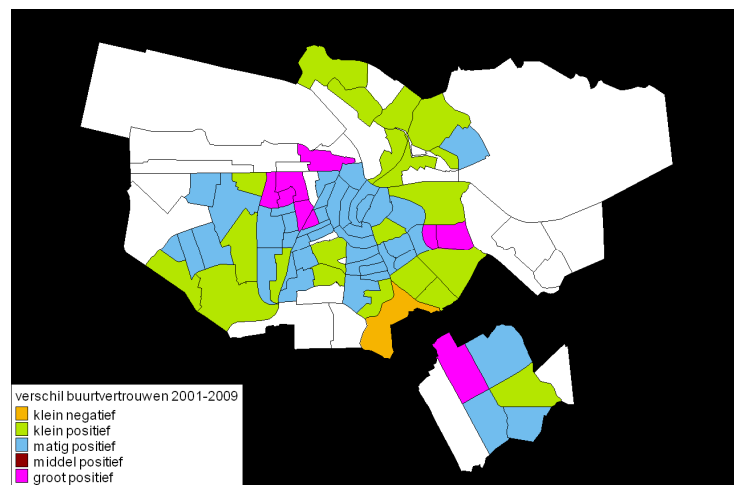 verschil buurtvertrouwen 2001-2009
klein negatief
klein positief
matig positief
middel positief
groot positief